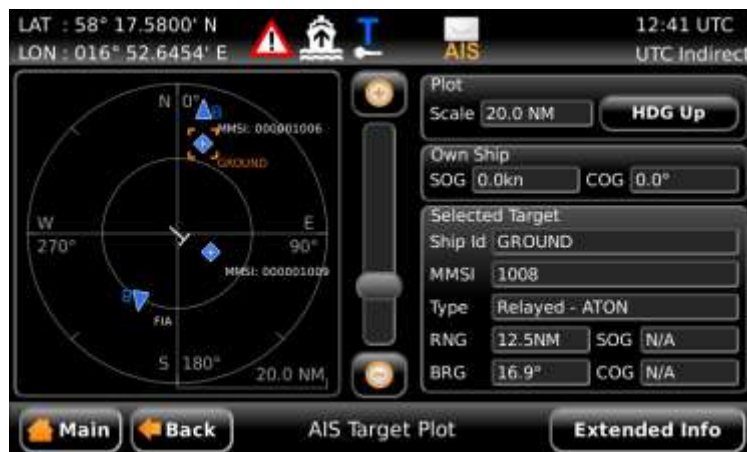 LAT : 58° 17.5800' N
LON : 016° 52.6454' E
AIS
12:41 UTC
UTC Indirect
N 0°
B
MMSI: 000001006
GROUND
W
270°
E
90°
MMSI: 000001009
B
FIA
S 180°
20.0 NM
Plot
Scale 20.0 NM HDG Up
Own Ship
SOG 0.0kn COG 0.0°
Selected Target
Ship Id GROUND
MMSI 1008
Type Relayed - ATON
RNG 12.5NM SOG N/A
BRG 16.9° COG N/A
Main Back AIS Target Plot Extended Info